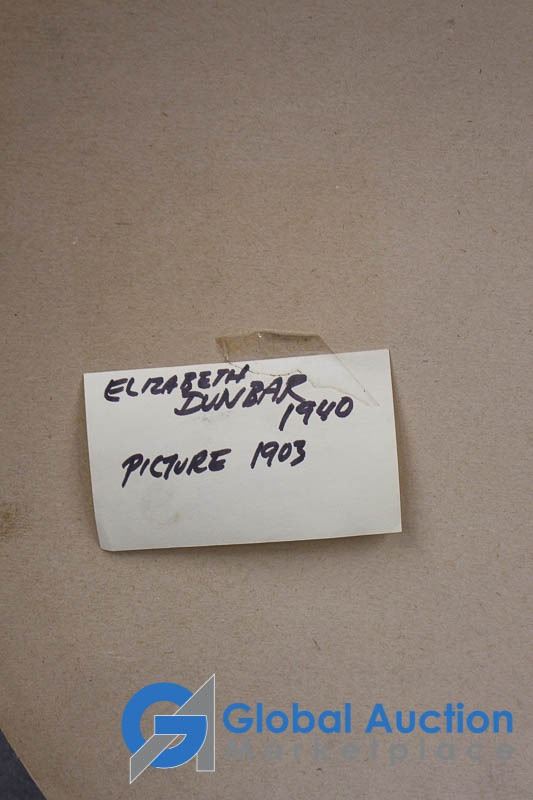 ELIZABETH
DUNBAR
1940
PICTURE 1903
Global Auction
Marketplace